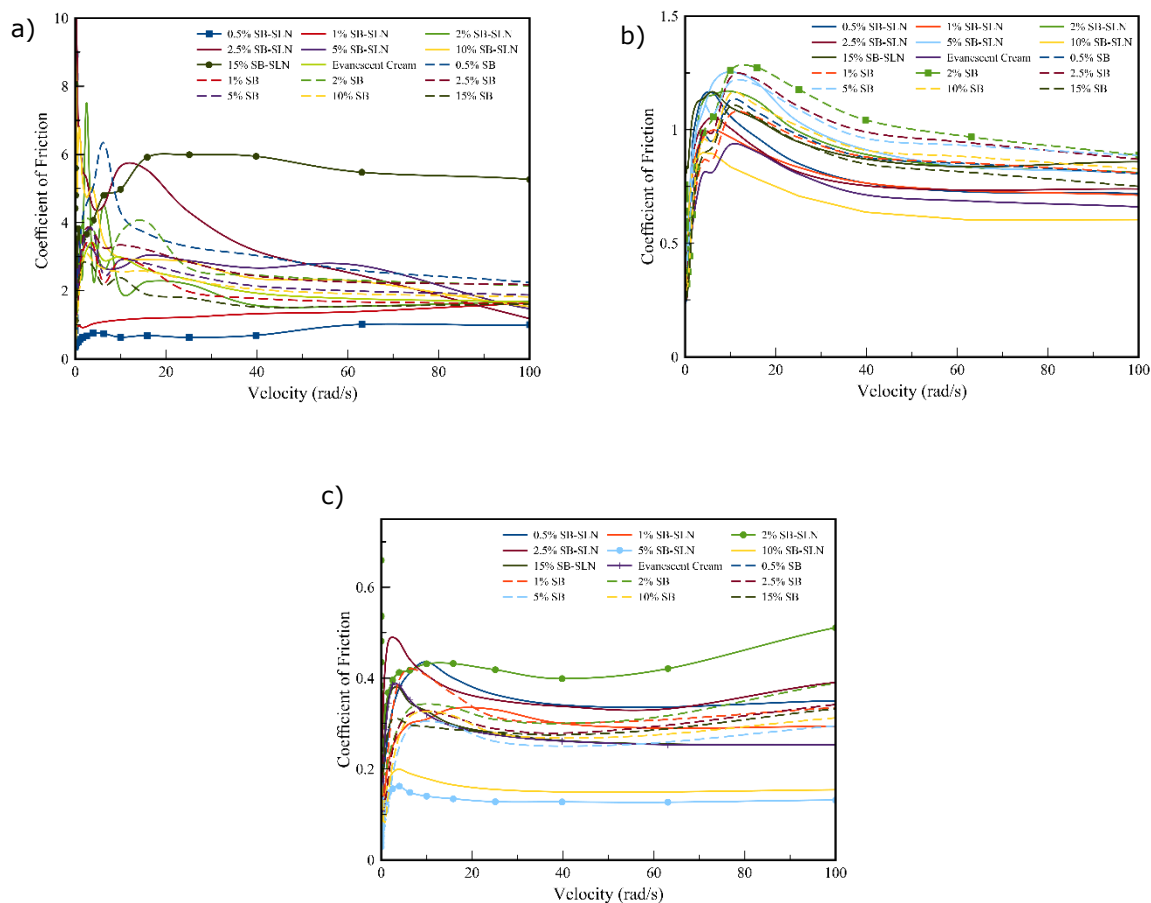 a)
10
8
6
4
2
0
Coefficient of Friction
0.5% SB-SLN 1% SB-SLN 2% SB-SLN
2.5% SB-SLN 5% SB-SLN 10% SB-SLN
15% SB-SLN Evanescent Cream 0.5% SB
1% SB 2% SB 2.5% SB
5% SB 10% SB 15% SB
0 20 40 60 80 100
Velocity (rad/s)
b)
1.5
1
0.5
0
Coefficient of Friction
0.5% SB-SLN 1% SB-SLN 2% SB-SLN
2.5% SB-SLN 5% SB-SLN 10% SB-SLN
15% SB-SLN Evanescent Cream 0.5% SB
1% SB 2% SB 2.5% SB
5% SB 10% SB 15% SB
0 20 40 60 80 100
Velocity (rad/s)
c)
0.6
0.4
0.2
0
Coefficient of Friction
0.5% SB-SLN 1% SB-SLN 2% SB-SLN
2.5% SB-SLN 5% SB-SLN 10% SB-SLN
15% SB-SLN Evanescent Cream 0.5% SB
1% SB 2% SB 2.5% SB
5% SB 10% SB 15% SB
0 20 40 60 80 100
Velocity (rad/s)